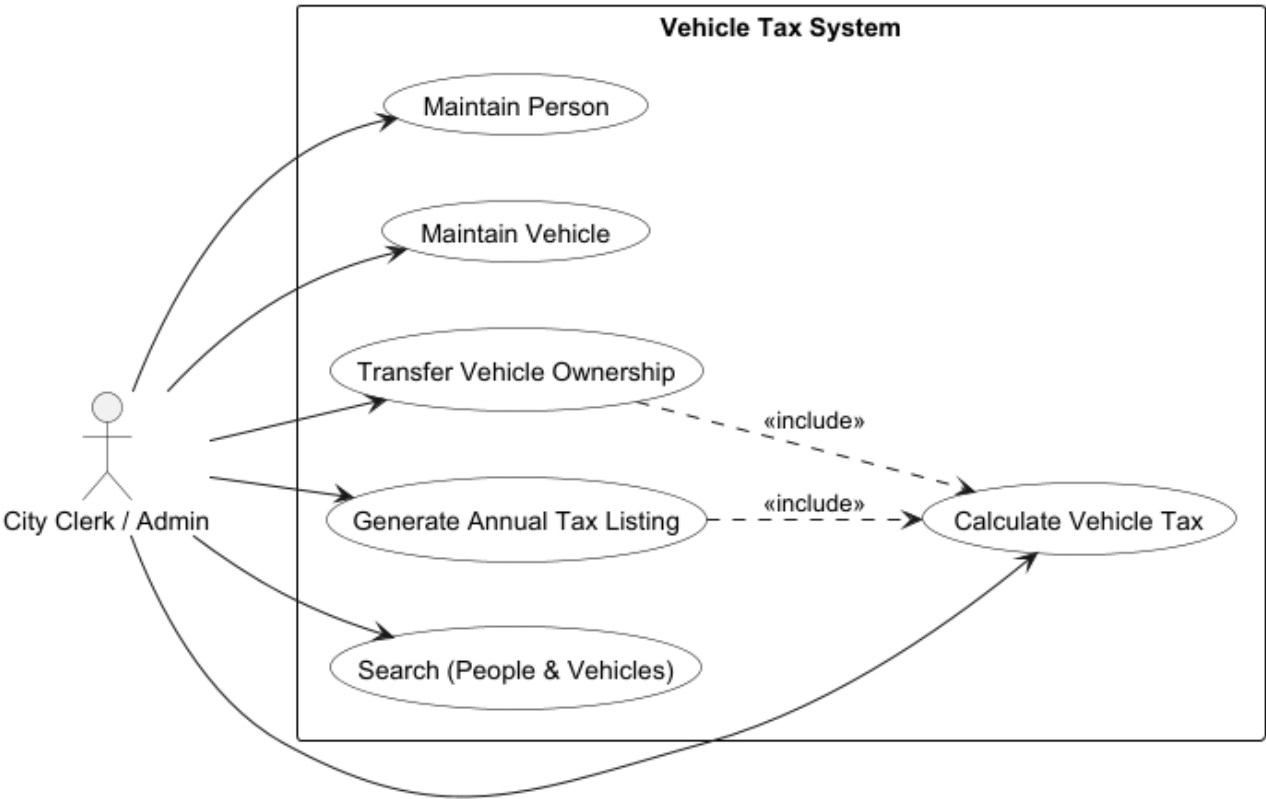 Vehicle Tax System
Maintain Person
Maintain Vehicle
Transfer Vehicle Ownership
«include»
Generate Annual Tax Listing
«include»
Calculate Vehicle Tax
City Clerk / Admin
Search (People & Vehicles)